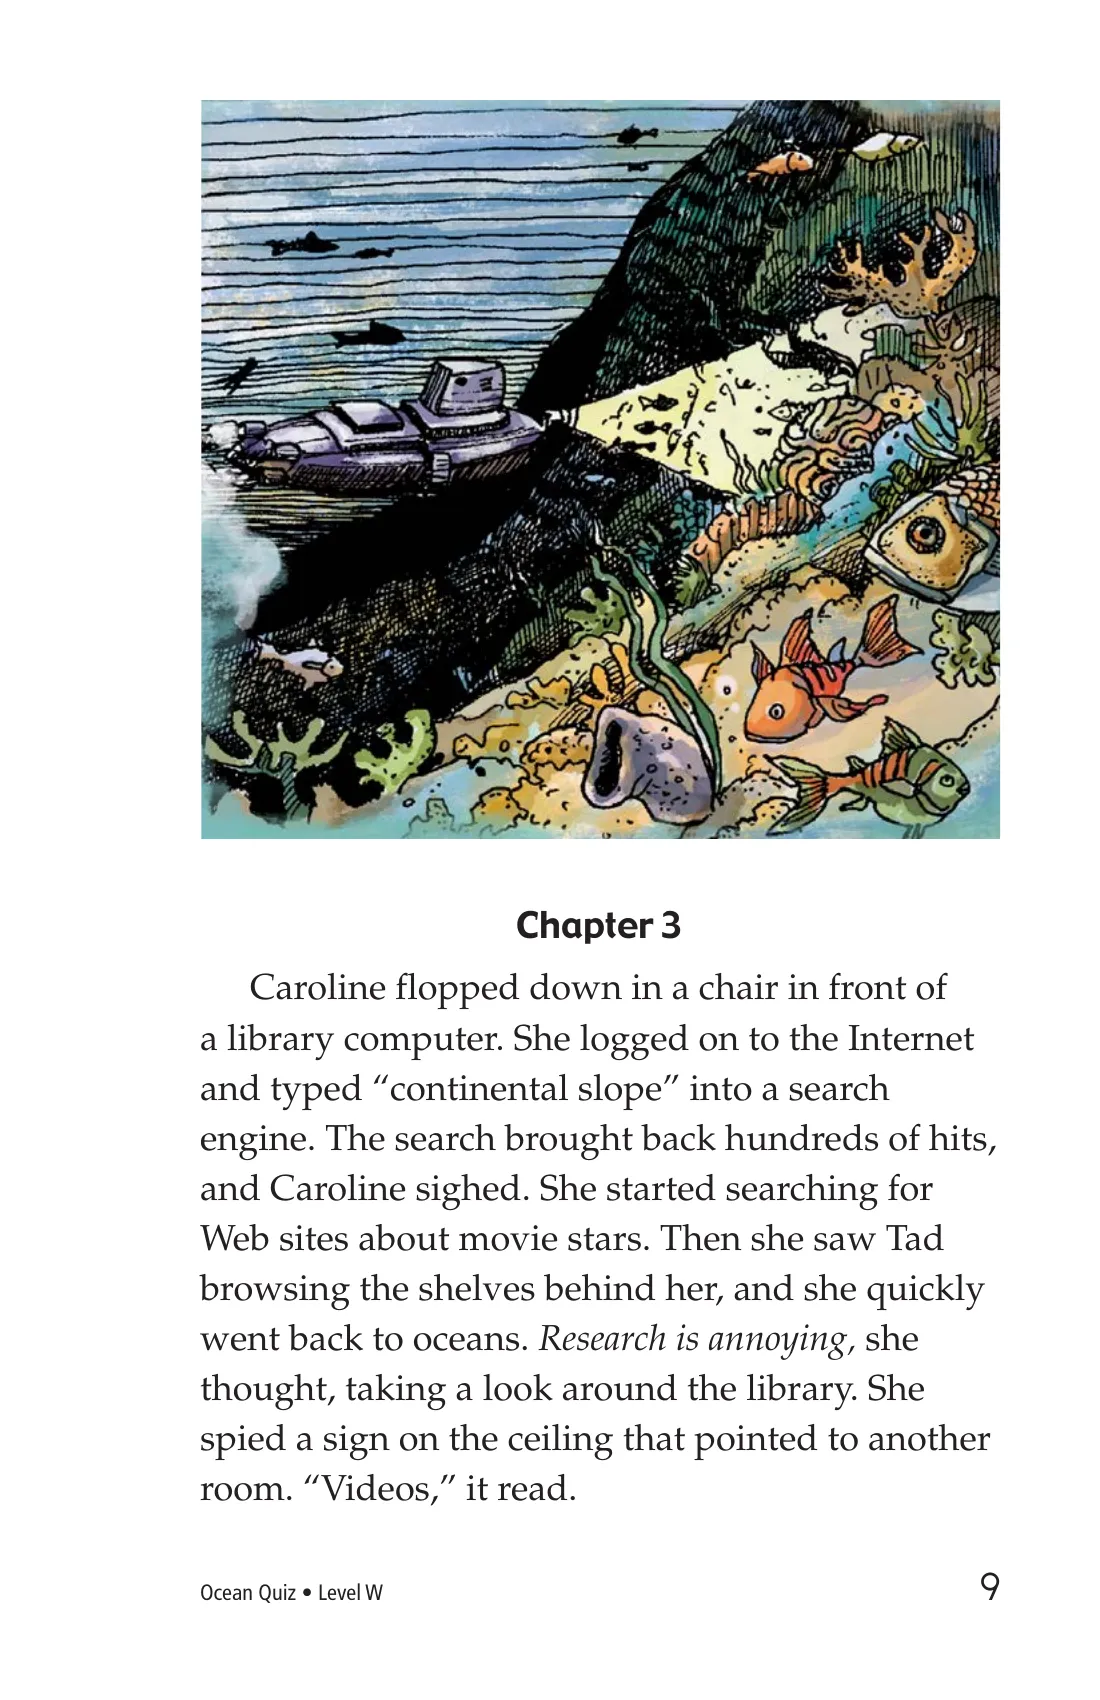 Chapter 3
Caroline flopped down in a chair in front of
a library computer. She logged on to the Internet
and typed “continental slope” into a search
engine. The search brought back hundreds of hits,
and Caroline sighed. She started searching for
Web sites about movie stars. Then she saw Tad
browsing the shelves behind her, and she quickly
went back to oceans. Research is annoying, she
thought, taking a look around the library. She
spied a sign on the ceiling that pointed to another
room. “Videos,” it read.
Ocean Quiz • Level W
9